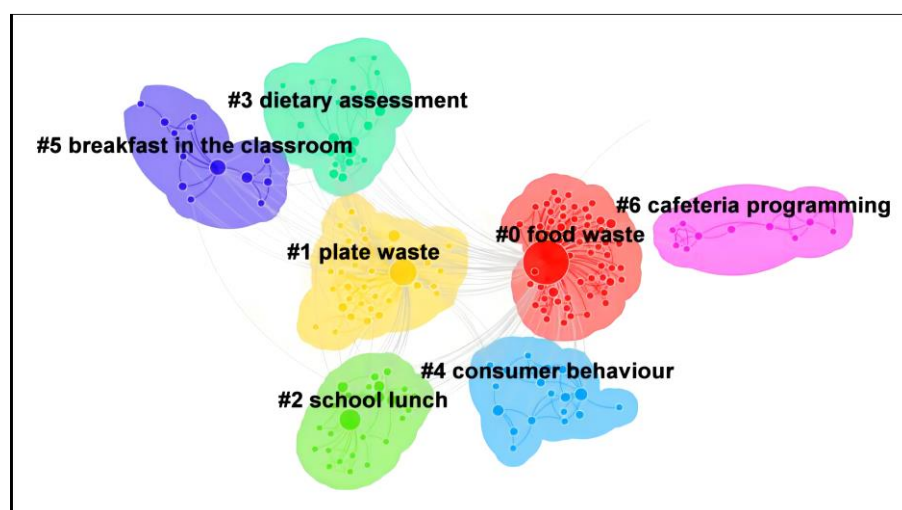 #3 dietary assessment
#5 breakfast in the classroom
#6 cafeteria programming
#0 food waste
#1 plate waste
#4 consumer behaviour
#2 school lunch